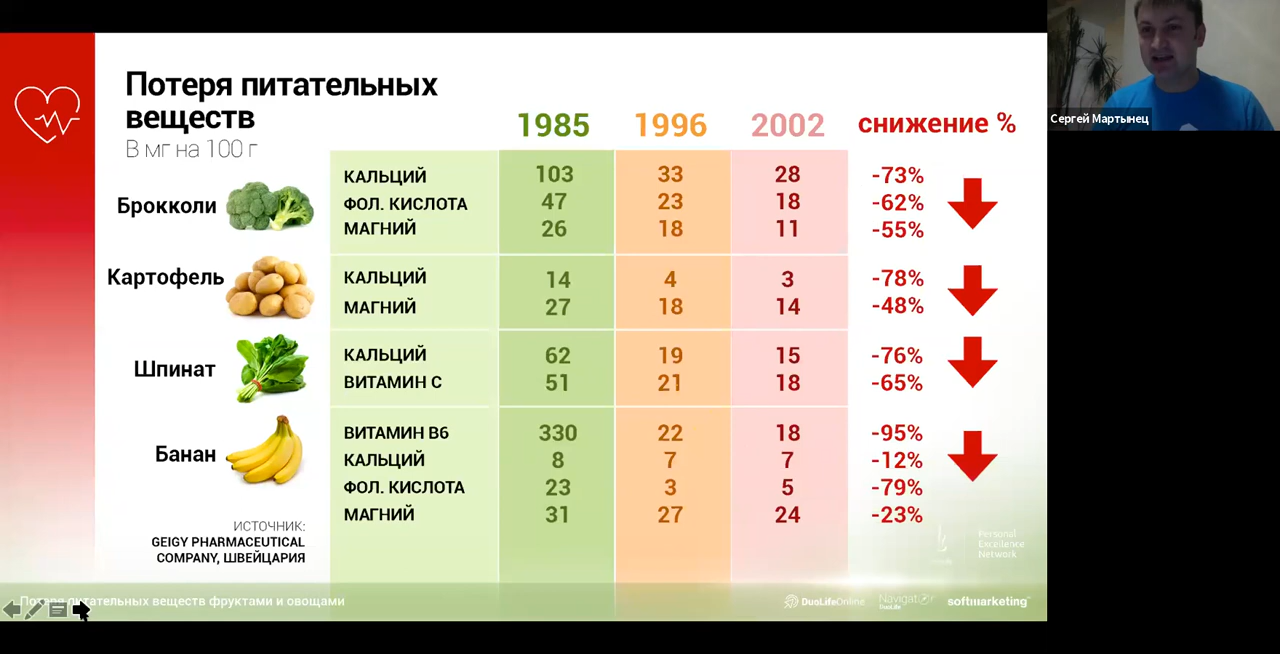 Потеря питательных
веществ
В мг на 100 г
1985 1996 2002 снижение %
Сергей Мартынец
Брокколи
КАЛЬЦИЙ 103 33 28 -73%
ФОЛ. КИСЛОТА 47 23 18 -62%
МАГНИЙ 26 18 11 -55%
Картофель
КАЛЬЦИЙ 14 4 3 -78%
МАГНИЙ 27 18 14 -48%
Шпинат
КАЛЬЦИЙ 62 19 15 -76%
ВИТАМИН С 51 21 18 -65%
Банан
ВИТАМИН В6 330 22 18 -95%
КАЛЬЦИЙ 8 7 7 -12%
ФОЛ. КИСЛОТА 23 3 5 -79%
МАГНИЙ 31 27 24 -23%
ИСТОЧНИК:
GEIGY PHARMACEUTICAL
COMPANY, ШВЕЙЦАРИЯ
Personal
Excellence
Network
Потеря питательных веществ фруктами и овощами
DuoLifeOnline
Navigator
DuoLife
softmarketing